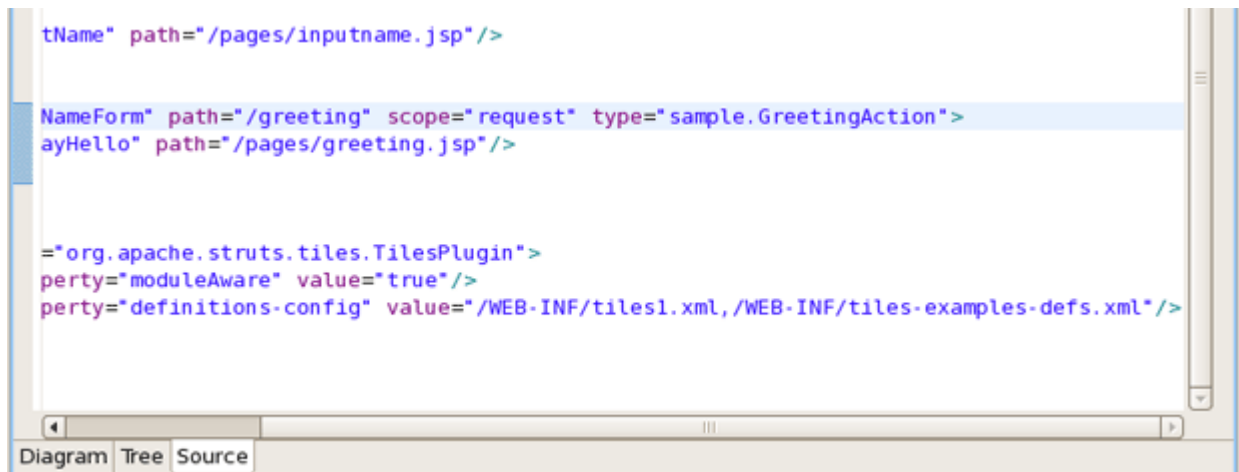 tName" path="/pages/inputname.jsp"/>
NameForm" path="/greeting" scope="request" type="sample.GreetingAction">
ayHello" path="/pages/greeting.jsp"/>
="org.apache.struts.tiles.TilesPlugin">
perty="moduleAware" value="true"/>
perty="definitions-config" value="/WEB-INF/tiles1.xml,/WEB-INF/tiles-examples-defs.xml"/>
Diagram Tree Source